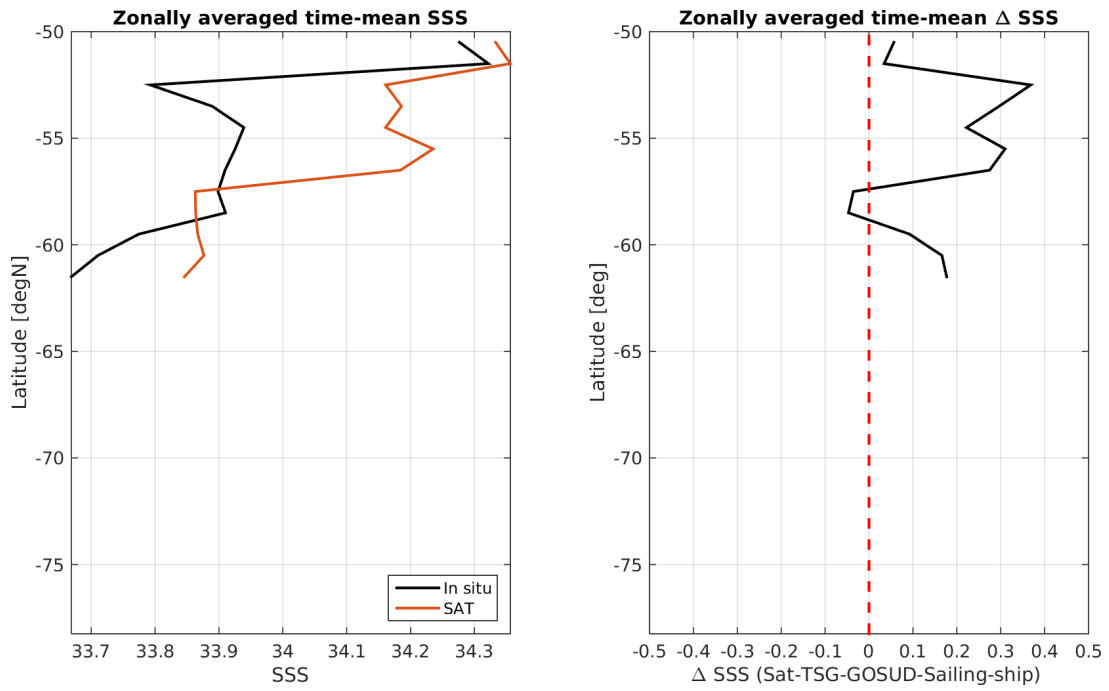 Zonally averaged time-mean SSS
-50
-55
-60
-65
-70
-75
Latitude [degN]
33.7 33.8 33.9 34 34.1 34.2 34.3
SSS
In situ
SAT
Zonally averaged time-mean Δ SSS
-50
-55
-60
-65
-70
-75
Latitude [deg]
-0.5 -0.4 -0.3 -0.2 -0.1 0 0.1 0.2 0.3 0.4 0.5
Δ SSS (Sat-TSG-GOSUD-Sailing-ship)